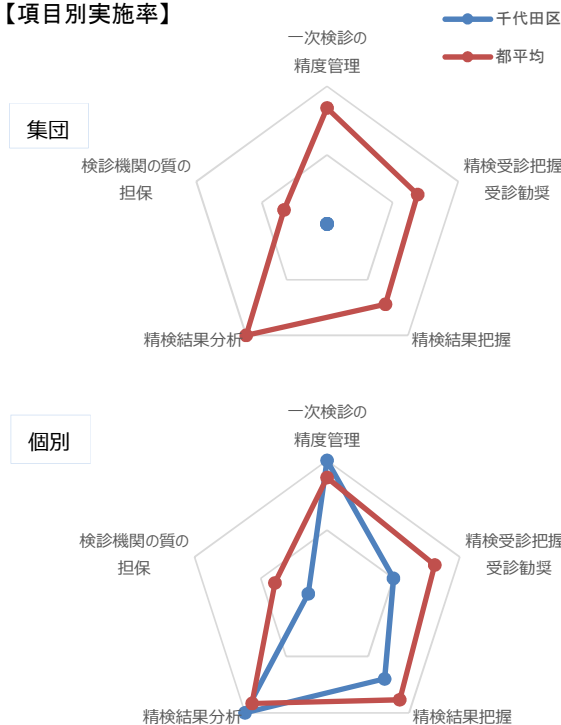 【項目別実施率】
千代田区
都平均
集団
一次検診の
精度管理
精検受診把握
受診勧奨
精検結果把握
精検結果分析
検診機関の質の
担保
個別
一次検診の
精度管理
精検受診把握
受診勧奨
精検結果把握
精検結果分析
検診機関の質の
担保